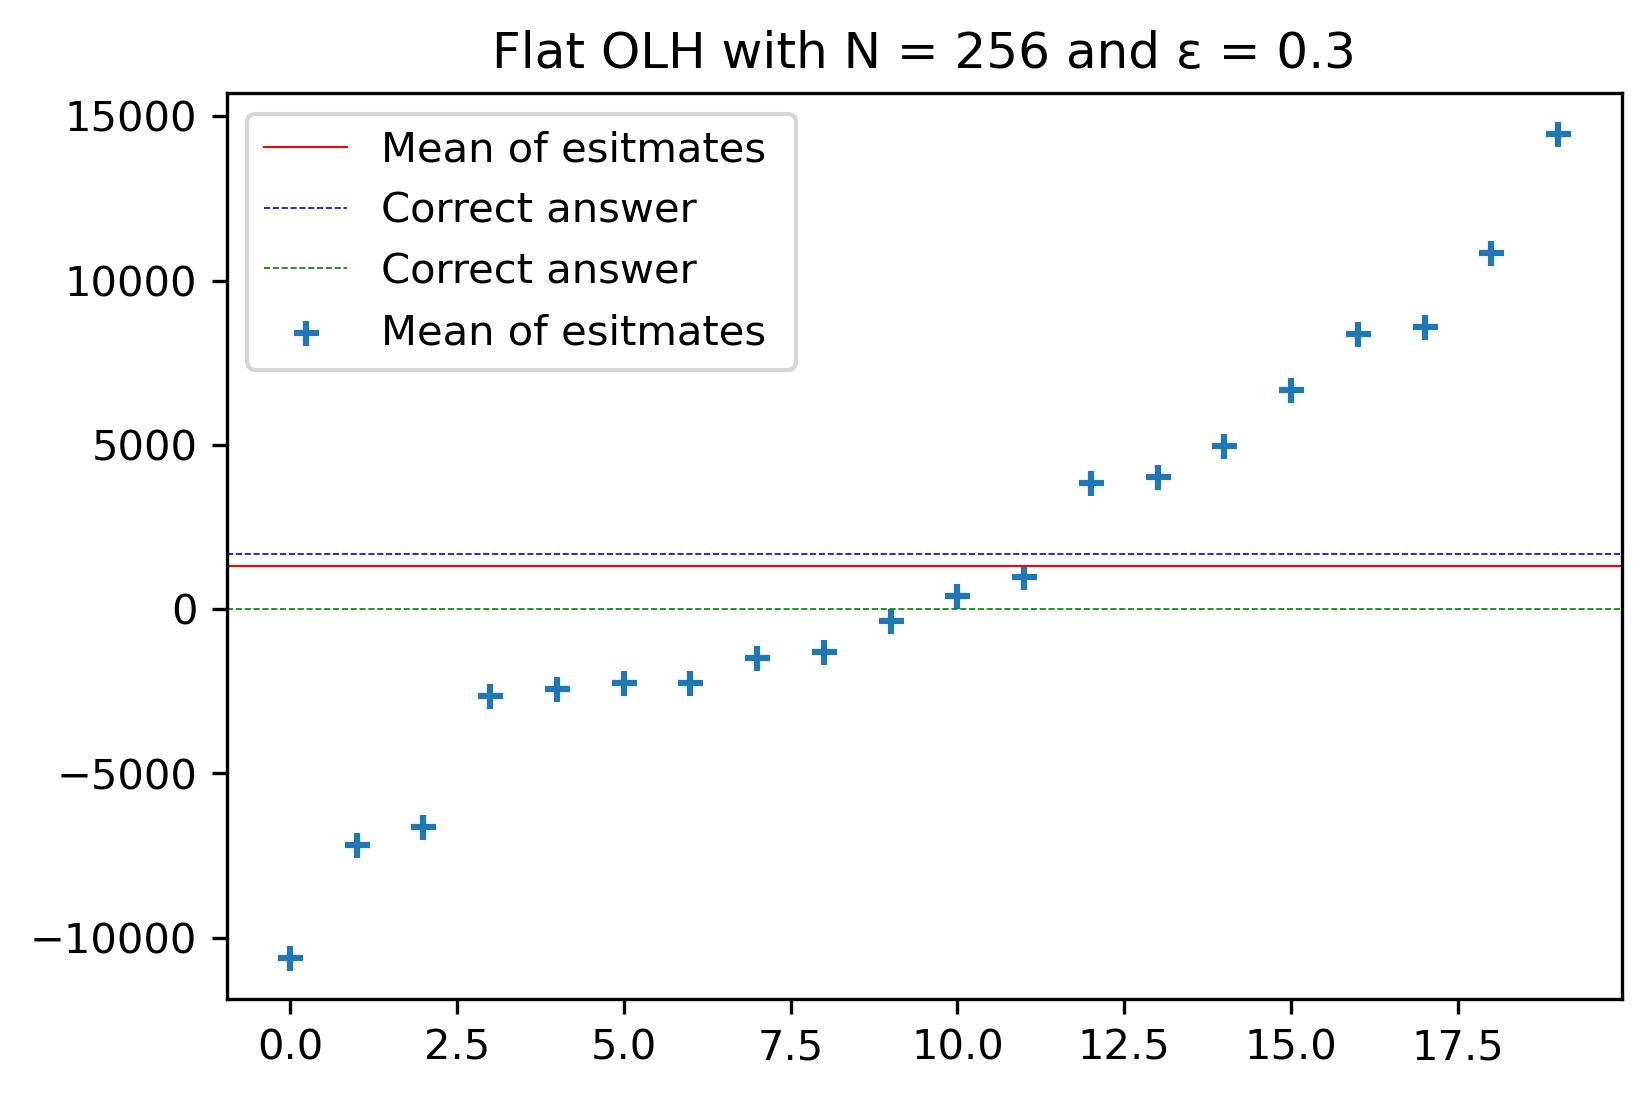 Flat OLH with N = 256 and ε = 0.3
15000
10000
5000
0
−5000
−10000
Mean of esitmates
Correct answer
Correct answer
Mean of esitmates
0.0 2.5 5.0 7.5 10.0 12.5 15.0 17.5